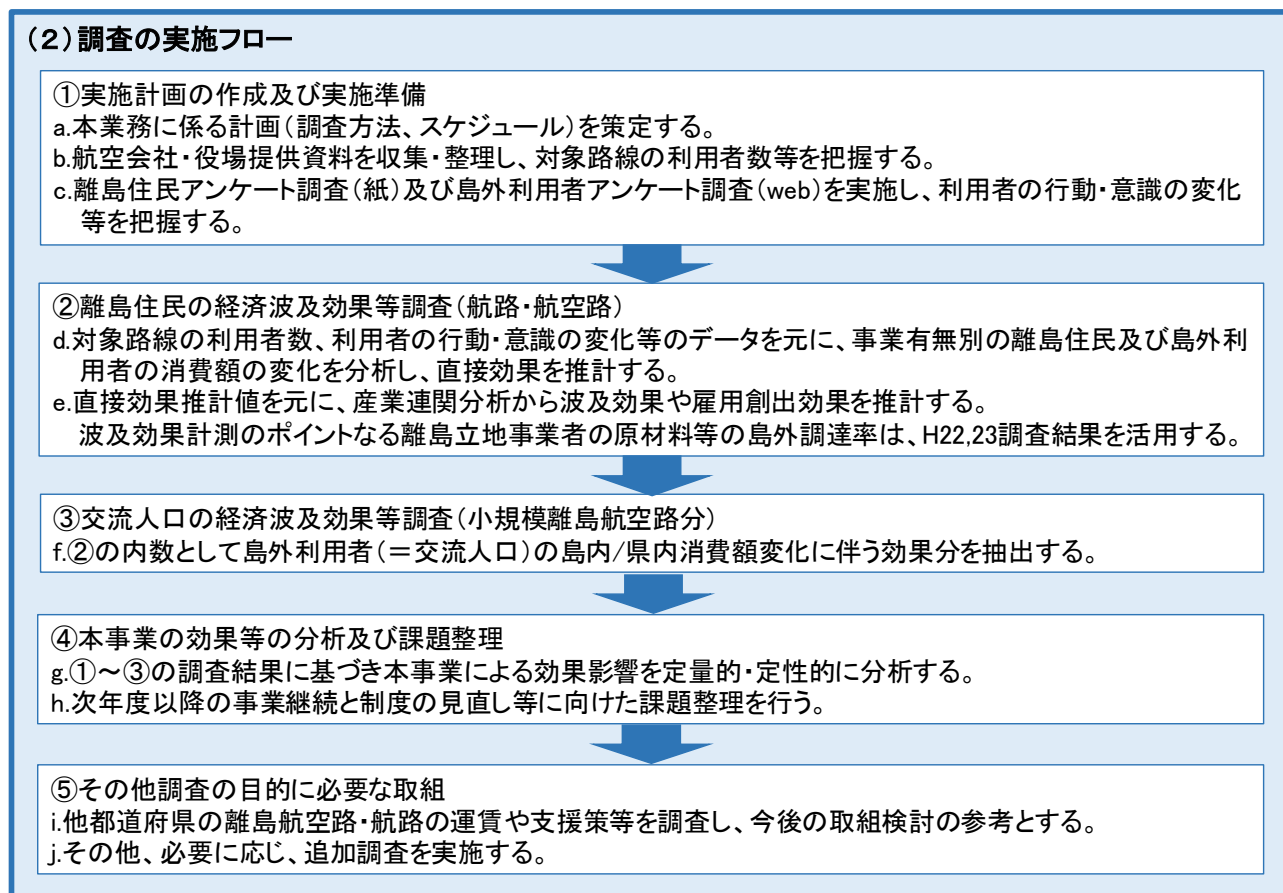 （２）調査の実施フロー
①実施計画の作成及び実施準備
a.本業務に係る計画（調査方法、スケジュール）を策定する。
b.航空会社・役場提供資料を収集・整理し、対象路線の利用者数等を把握する。
c.離島住民アンケート調査（紙）及び島外利用者アンケート調査（web）を実施し、利用者の行動・意識の変化
等を把握する。
②離島住民の経済波及効果等調査（航路・航空路）
d.対象路線の利用者数、利用者の行動・意識の変化等のデータを元に、事業有無別の離島住民及び島外利
用者の消費額の変化を分析し、直接効果を推計する。
e.直接効果推計値を元に、産業連関分析から波及効果や雇用創出効果を推計する。
波及効果計測のポイントなる離島立地事業者の原材料等の島外調達率は、H22,23調査結果を活用する。
③交流人口の経済波及効果等調査（小規模離島航空路分）
f.②の内数として島外利用者（＝交流人口）の島内/県内消費額変化に伴う効果分を抽出する。
④本事業の効果等の分析及び課題整理
g.①～③の調査結果に基づき本事業による効果影響を定量的・定性的に分析する。
h.次年度以降の事業継続と制度の見直し等に向けた課題整理を行う。
⑤その他調査の目的に必要な取組
i.他都道府県の離島航空路・航路の運賃や支援策等を調査し、今後の取組検討の参考とする。
j.その他、必要に応じ、追加調査を実施する。